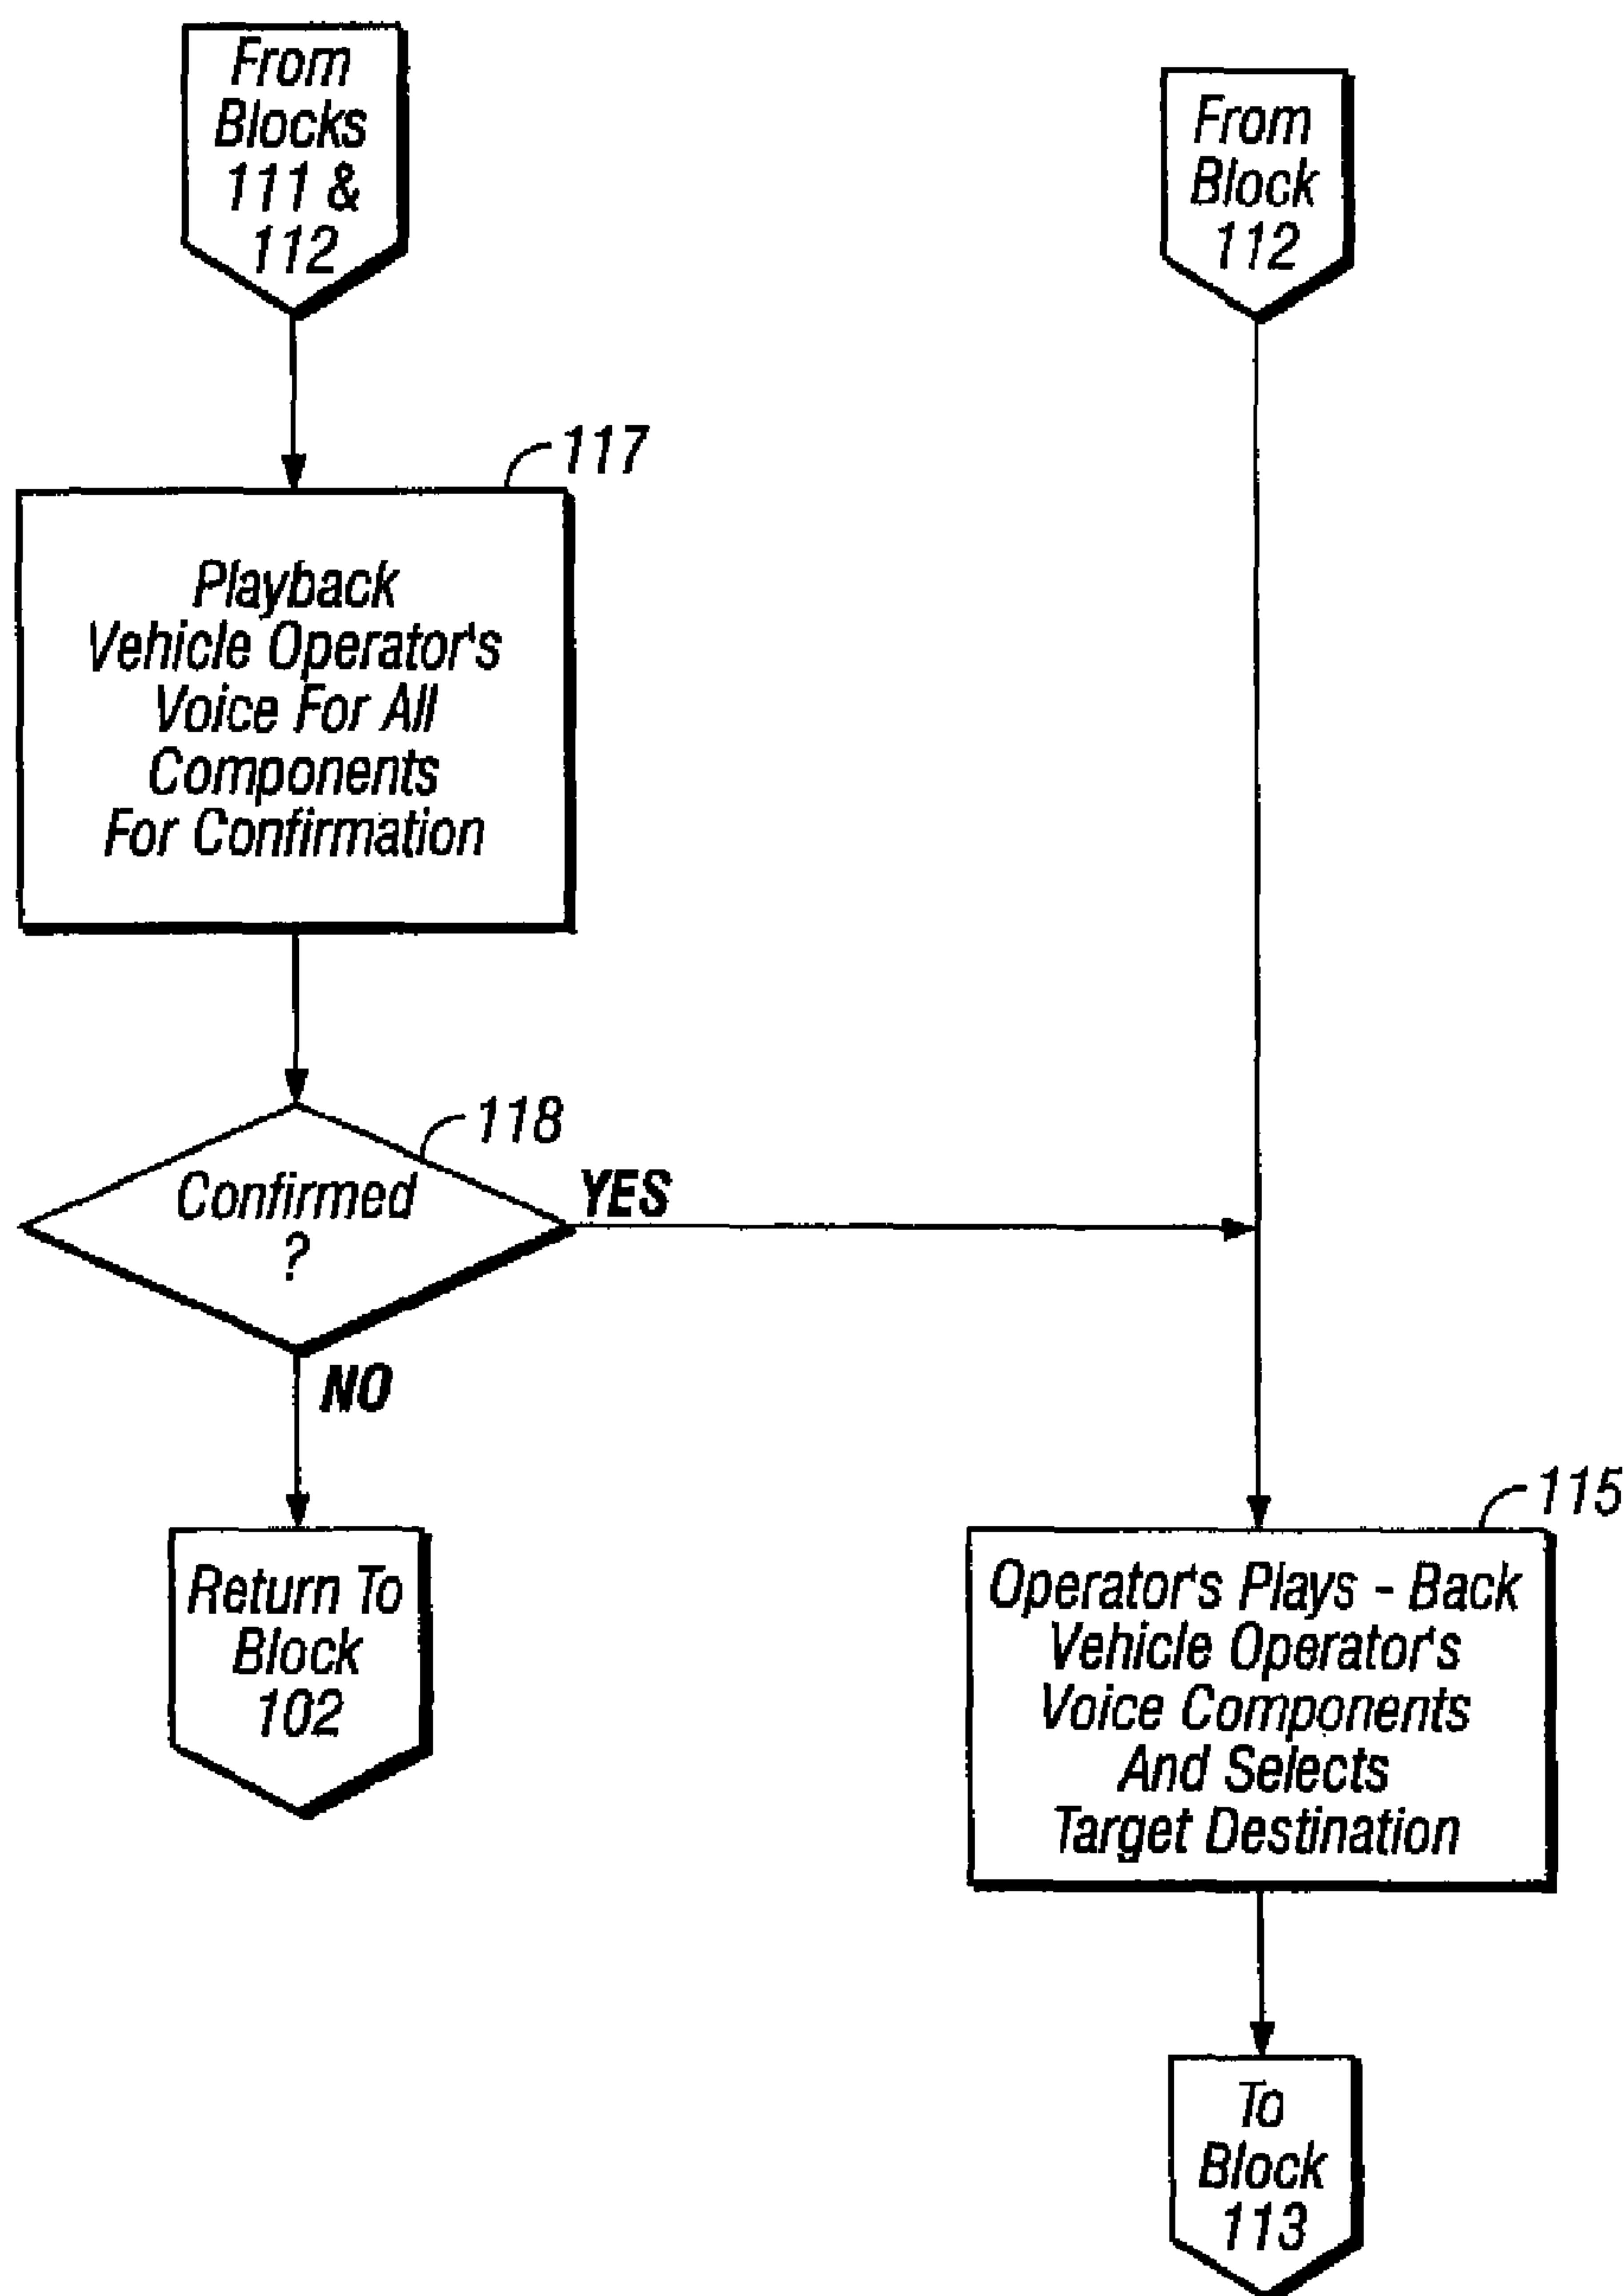 From
Blocks
111 &
112
From
Block
112
117
Playback
Vehicle Operator's
Voice For All
Components
For Confirmation
118
Confirmed
?
YES
NO
Return To
Block
102
115
Operator's Plays - Back
Vehicle Operator's
Voice Components
And Selects
Target Destination
To
Block
113